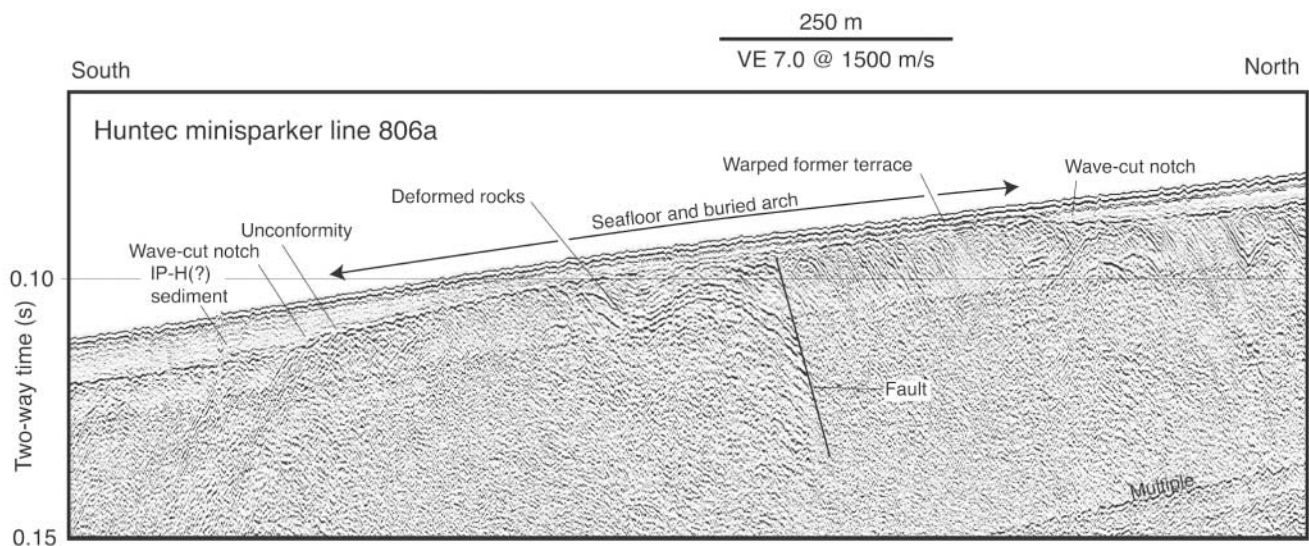 250 m
VE 7.0 @ 1500 m/s
South
North
Huntec minisparker line 806a
Warped former terrace
Wave-cut notch
Deformed rocks
Seafloor and buried arch
Unconformity
Wave-cut notch
IP-H(?)
sediment
0.10
Two-way time (s)
Fault
Multiple
0.15